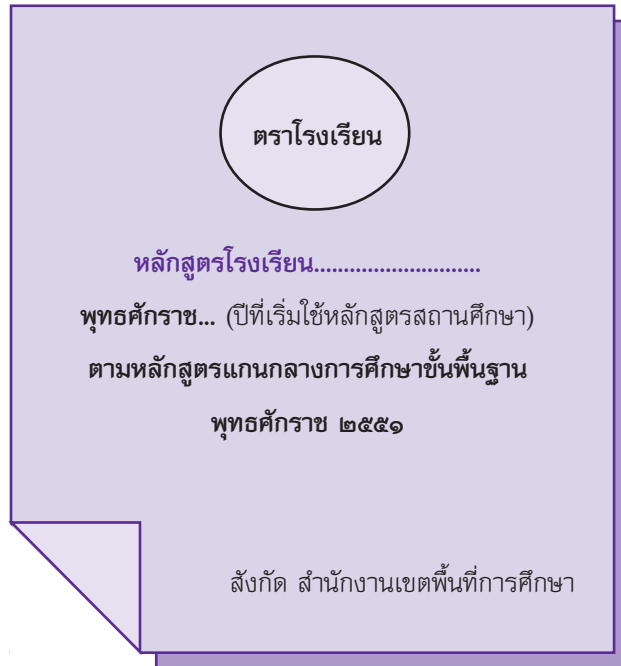 ตราโรงเรียน
หลักสูตรโรงเรียน............................
พุทธศักราช... (ปีที่เริ่มใช้หลักสูตรสถานศึกษา)
ตามหลักสูตรแกนกลางการศึกษาขั้นพื้นฐาน
พุทธศักราช ๒๕๕๑
สังกัด สำนักงานเขตพื้นที่การศึกษา